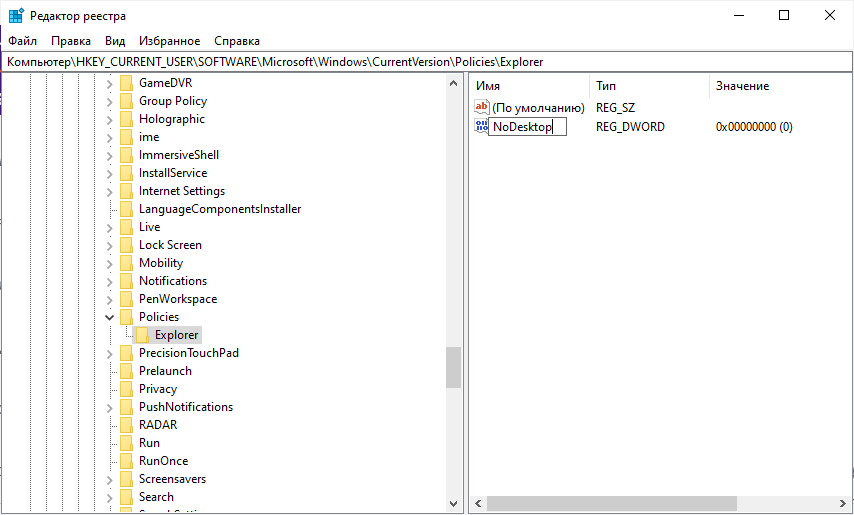 Редактор реестра
Файл Правка Вид Избранное Справка
Компьютер\HKEY_CURRENT_USER\SOFTWARE\Microsoft\Windows\CurrentVersion\Policies\Explorer
GameDVR
Group Policy
Holographic
ime
ImmersiveShell
InstallService
Internet Settings
LanguageComponentsInstaller
Live
Lock Screen
Mobility
Notifications
PenWorkspace
Policies
Explorer
PrecisionTouchPad
Prelaunch
Privacy
PushNotifications
RADAR
Run
RunOnce
Screensavers
Search
Имя Тип Значение
(По умолчанию) REG_SZ
NoDesktop REG_DWORD 0x00000000 (0)